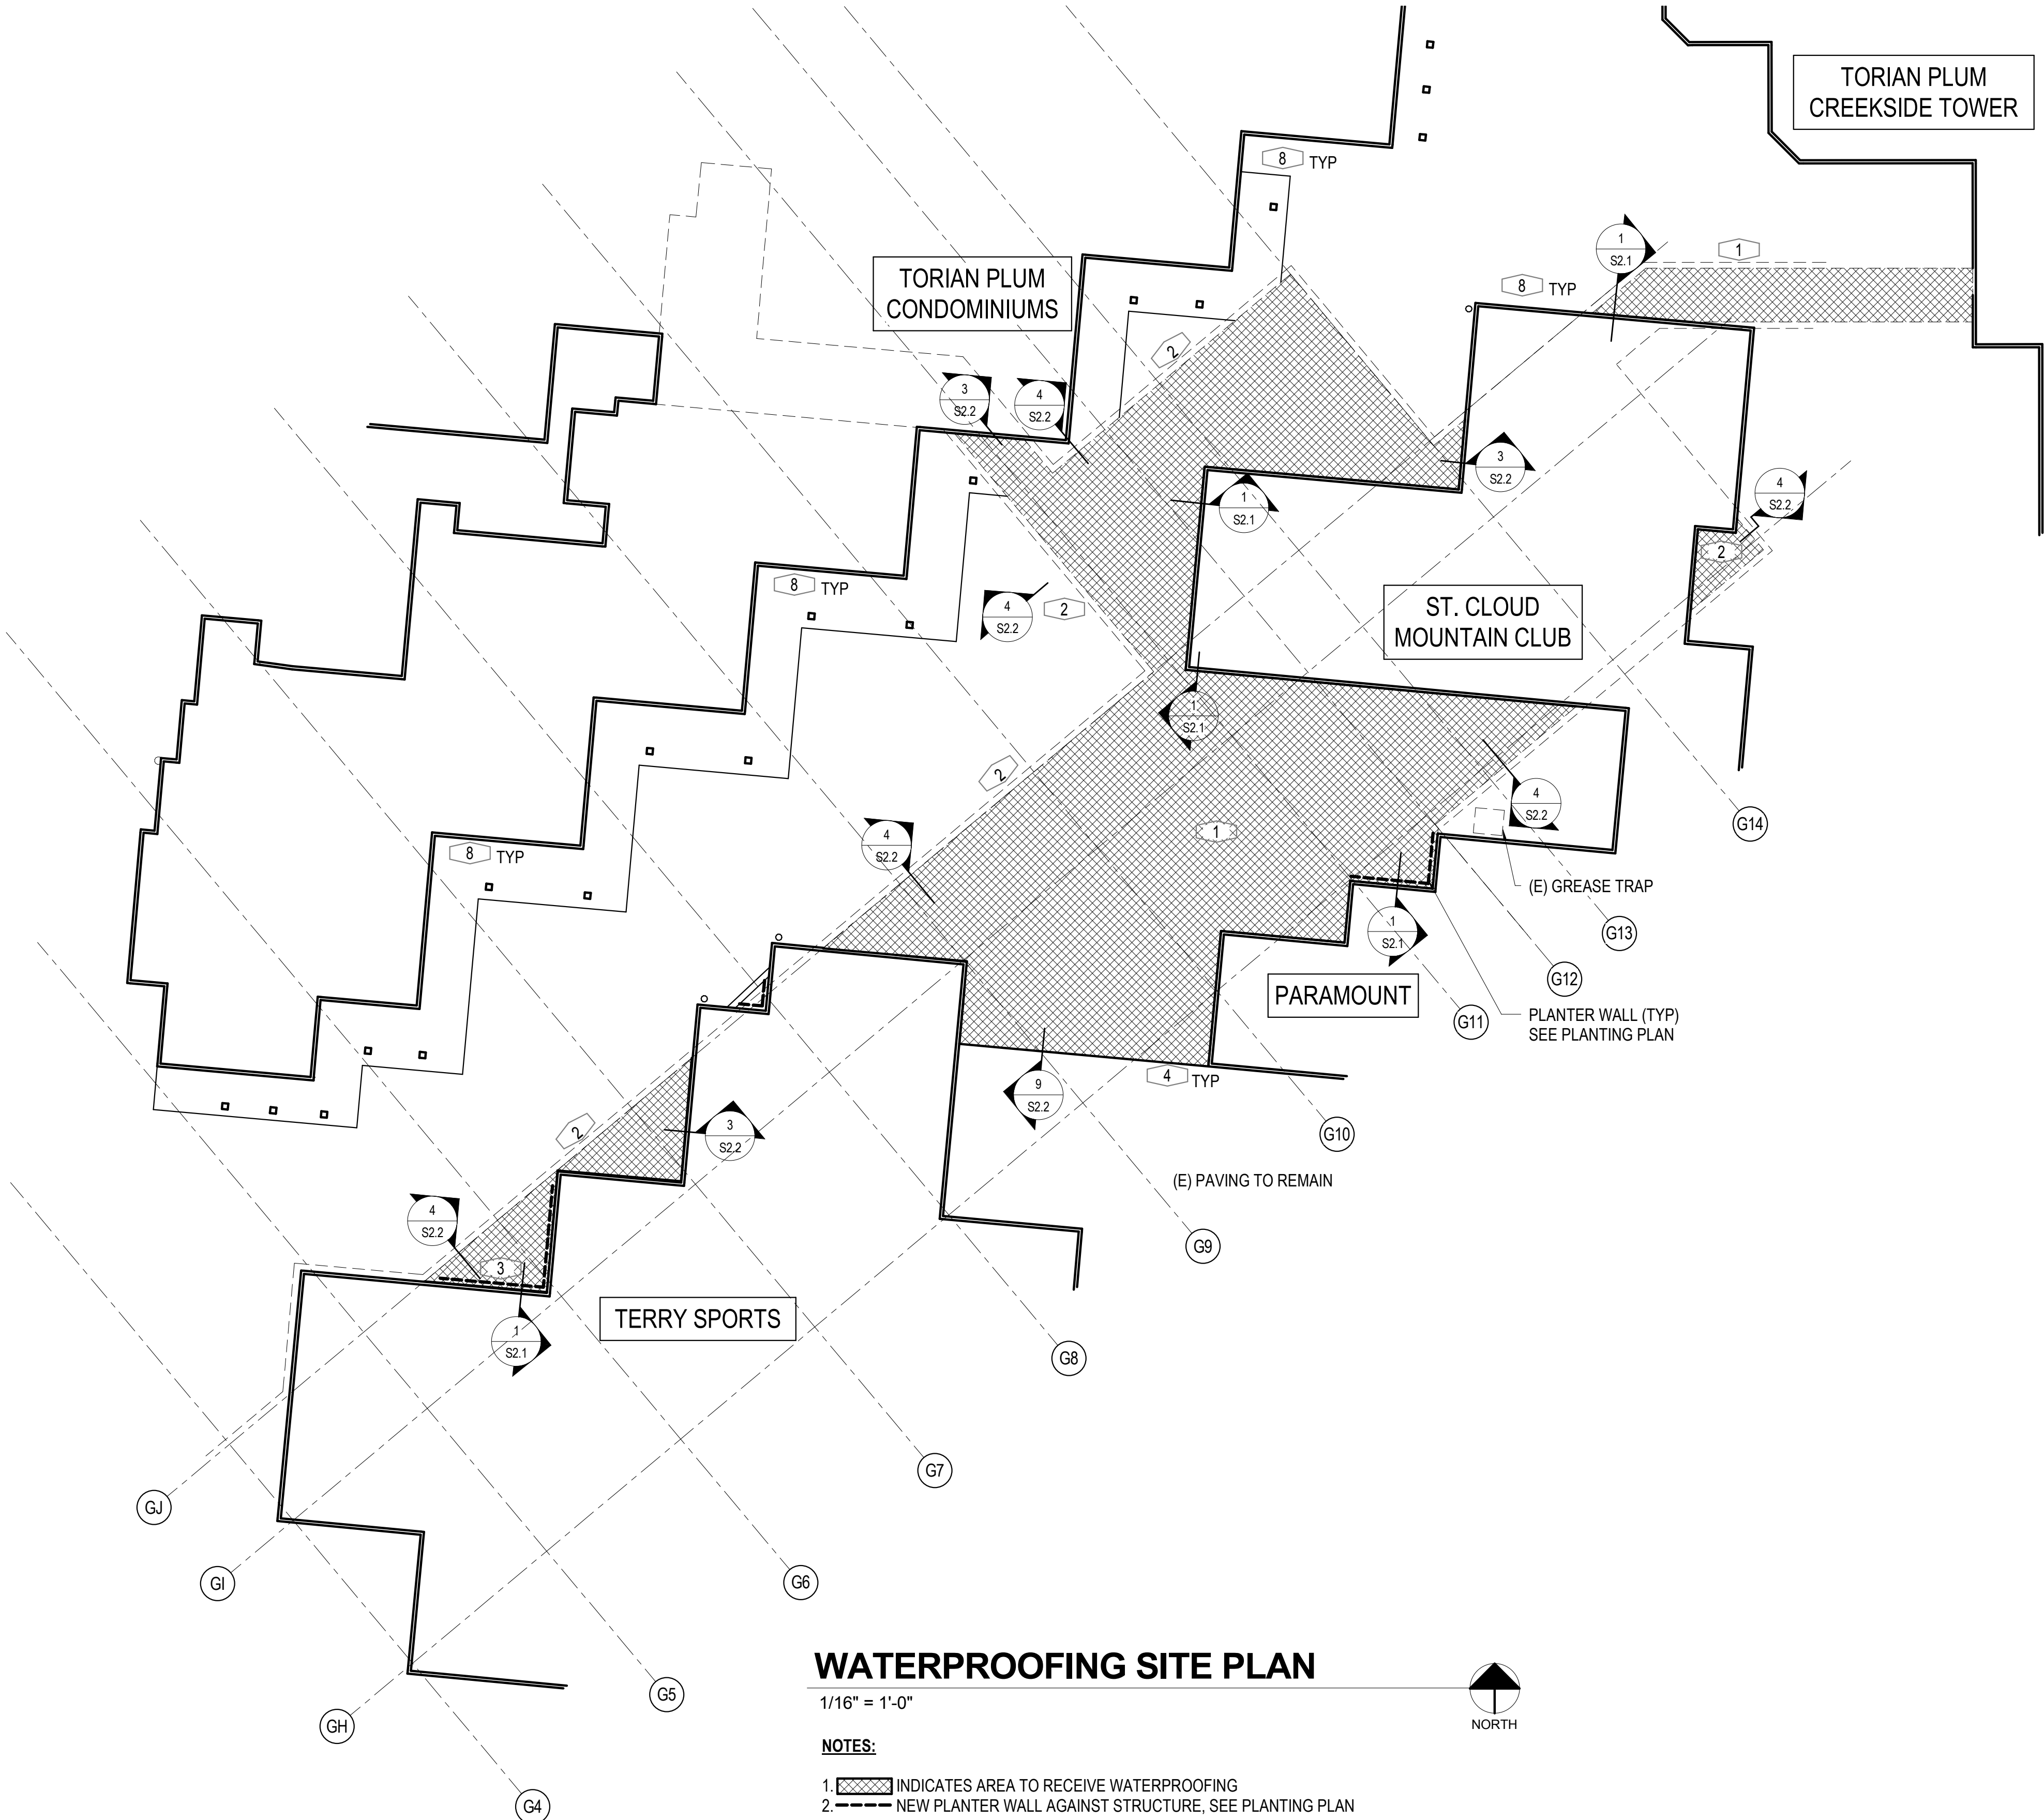 TORIAN PLUM
CREEKSIDE TOWER
8 TYP
1
S2.1
1
TORIAN PLUM
CONDOMINIUMS
8 TYP
2
3
S2.2
4
S2.2
3
S2.2
1
S2.1
4
S2.2
2
8 TYP
4
S2.2
2
ST. CLOUD
MOUNTAIN CLUB
1
S2.1
2
4
S2.2
G14
1
4
S2.2
8 TYP
(E) GREASE TRAP
1
S2.1
G13
G12
PARAMOUNT
G11
PLANTER WALL (TYP)
SEE PLANTING PLAN
4 TYP
9
S2.2
2
3
S2.2
G10
(E) PAVING TO REMAIN
4
S2.2
G9
3
TERRY SPORTS
1
S2.1
G8
G7
GJ
GI
G6
G5
GH
G4
WATERPROOFING SITE PLAN
1/16" = 1'-0"
NORTH
NOTES:
1. INDICATES AREA TO RECEIVE WATERPROOFING
2. NEW PLANTER WALL AGAINST STRUCTURE, SEE PLANTING PLAN